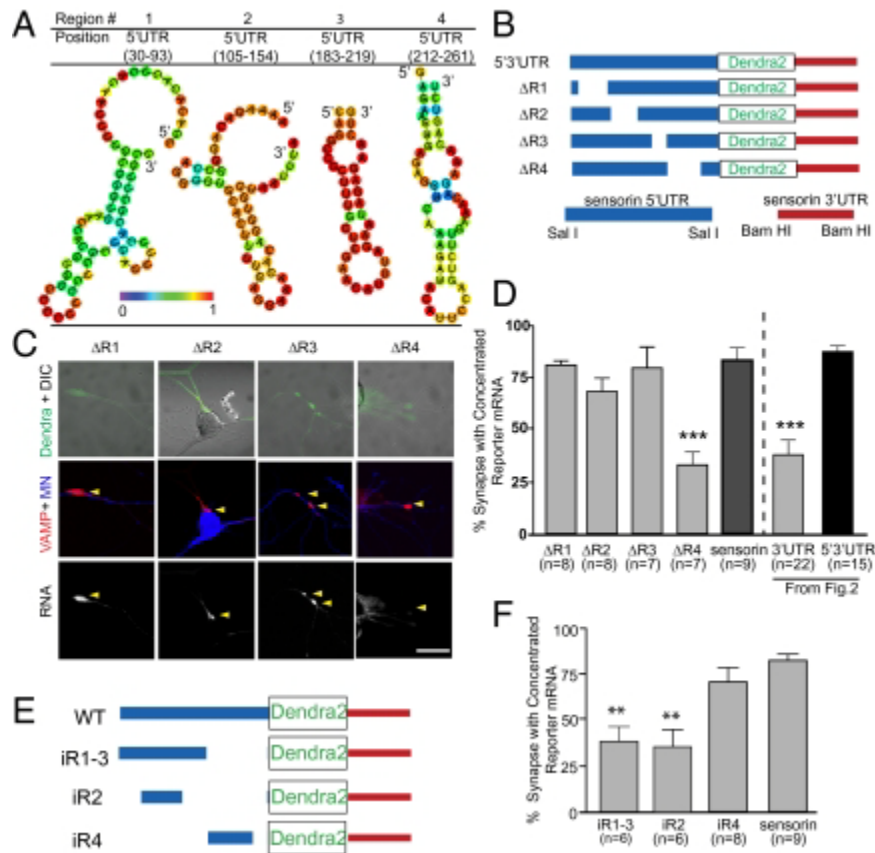 A
Region # 1 2 3 4
Position 5'UTR 5'UTR 5'UTR 5'UTR
(30-93) (105-154) (183-219) (212-261)
5' 3' 5' 3' 5' 3' 5' 3'
0 1
B
5'3'UTR Dendra2
ΔR1 Dendra2
ΔR2 Dendra2
ΔR3 Dendra2
ΔR4 Dendra2
sensorin 5'UTR sensorin 3'UTR
Sal I Sal I Bam HI Bam HI
C
ΔR1 ΔR2 ΔR3 ΔR4
Dendra + DIC
VAMP+ MN
RNA
D
% Synapse with Concentrated
Reporter mRNA
100
75
50
25
0
*** ***
ΔR1 ΔR2 ΔR3 ΔR4 sensorin 3'UTR 5'3'UTR
(n=8) (n=8) (n=7) (n=7) (n=9) (n=22) (n=15)
From Fig.2
E
WT Dendra2
iR1-3 Dendra2
iR2 Dendra2
iR4 Dendra2
F
% Synapse with Concentrated
Reporter mRNA
100
75
50
25
0
** **
iR1-3 iR2 iR4 sensorin
(n=6) (n=6) (n=8) (n=9)